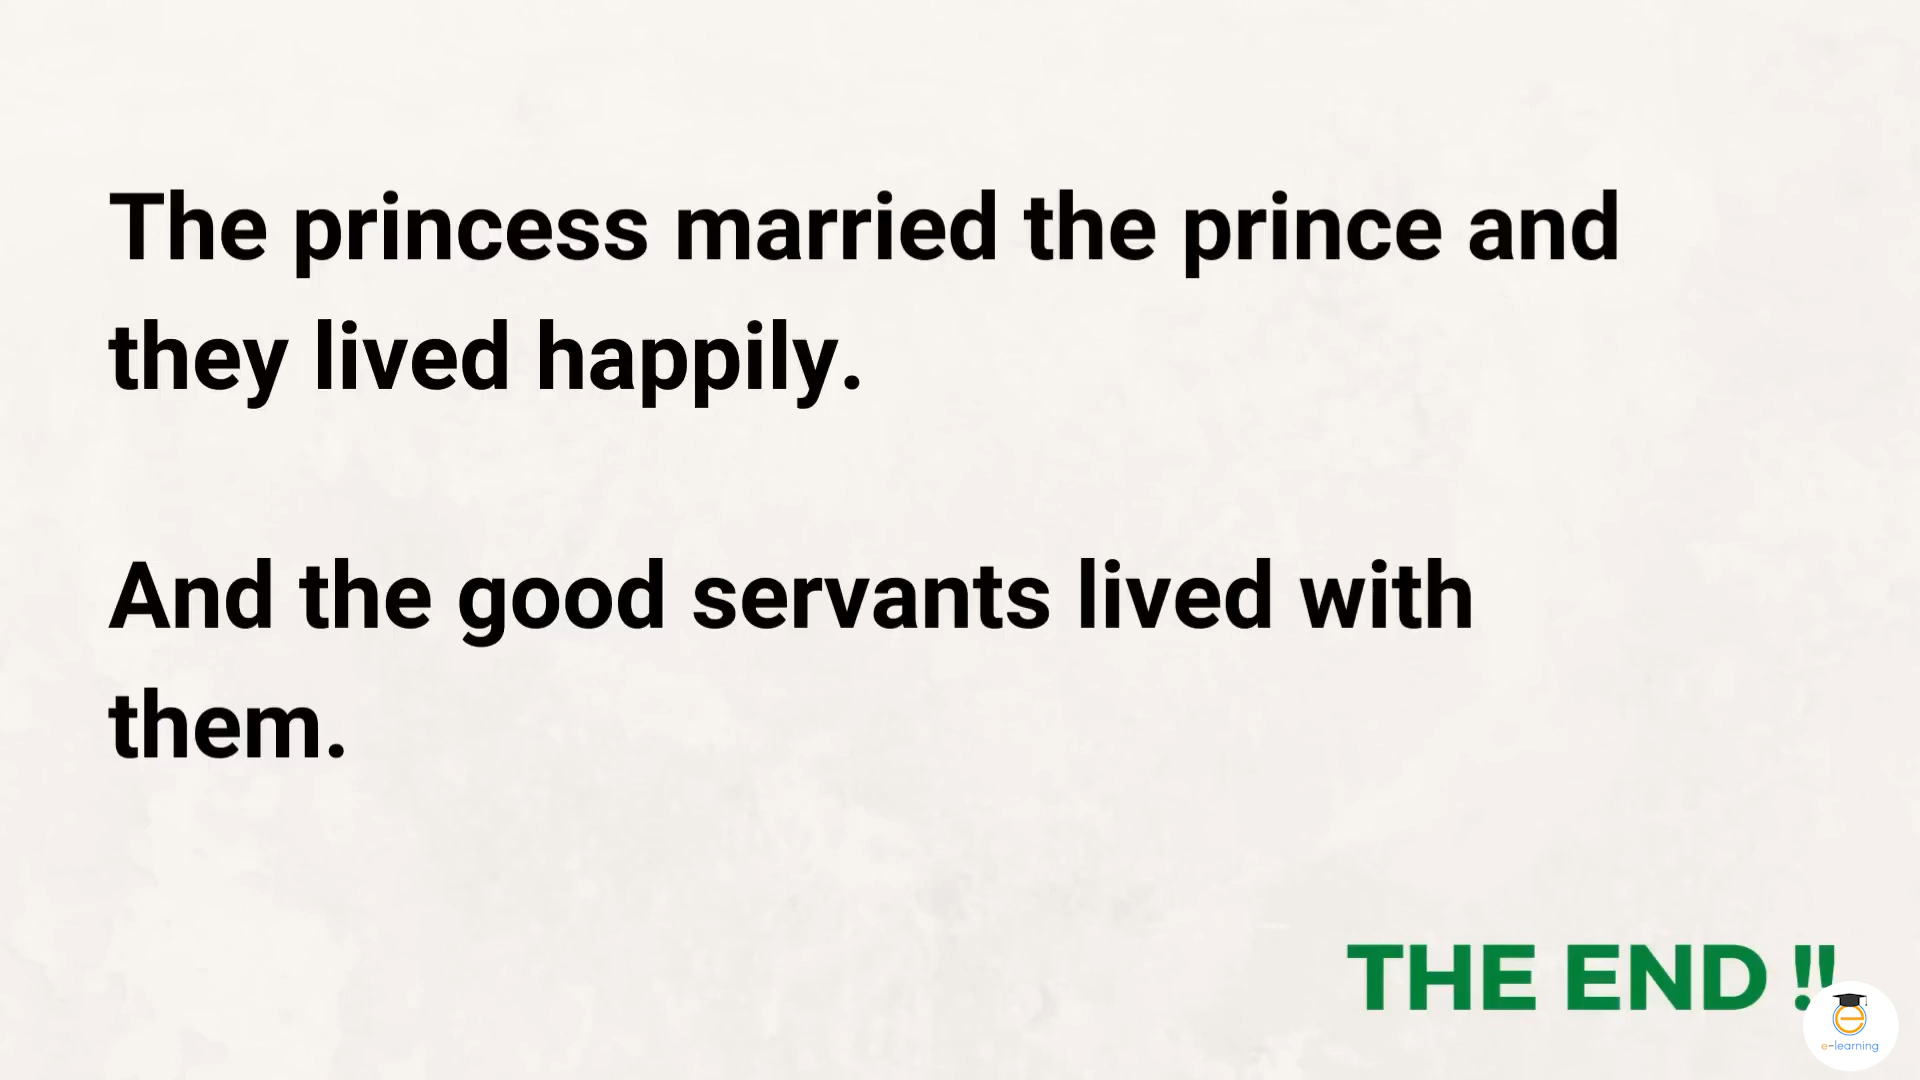 The princess married the prince and
they lived happily.
And the good servants lived with
them.
THE END !!
e-learning